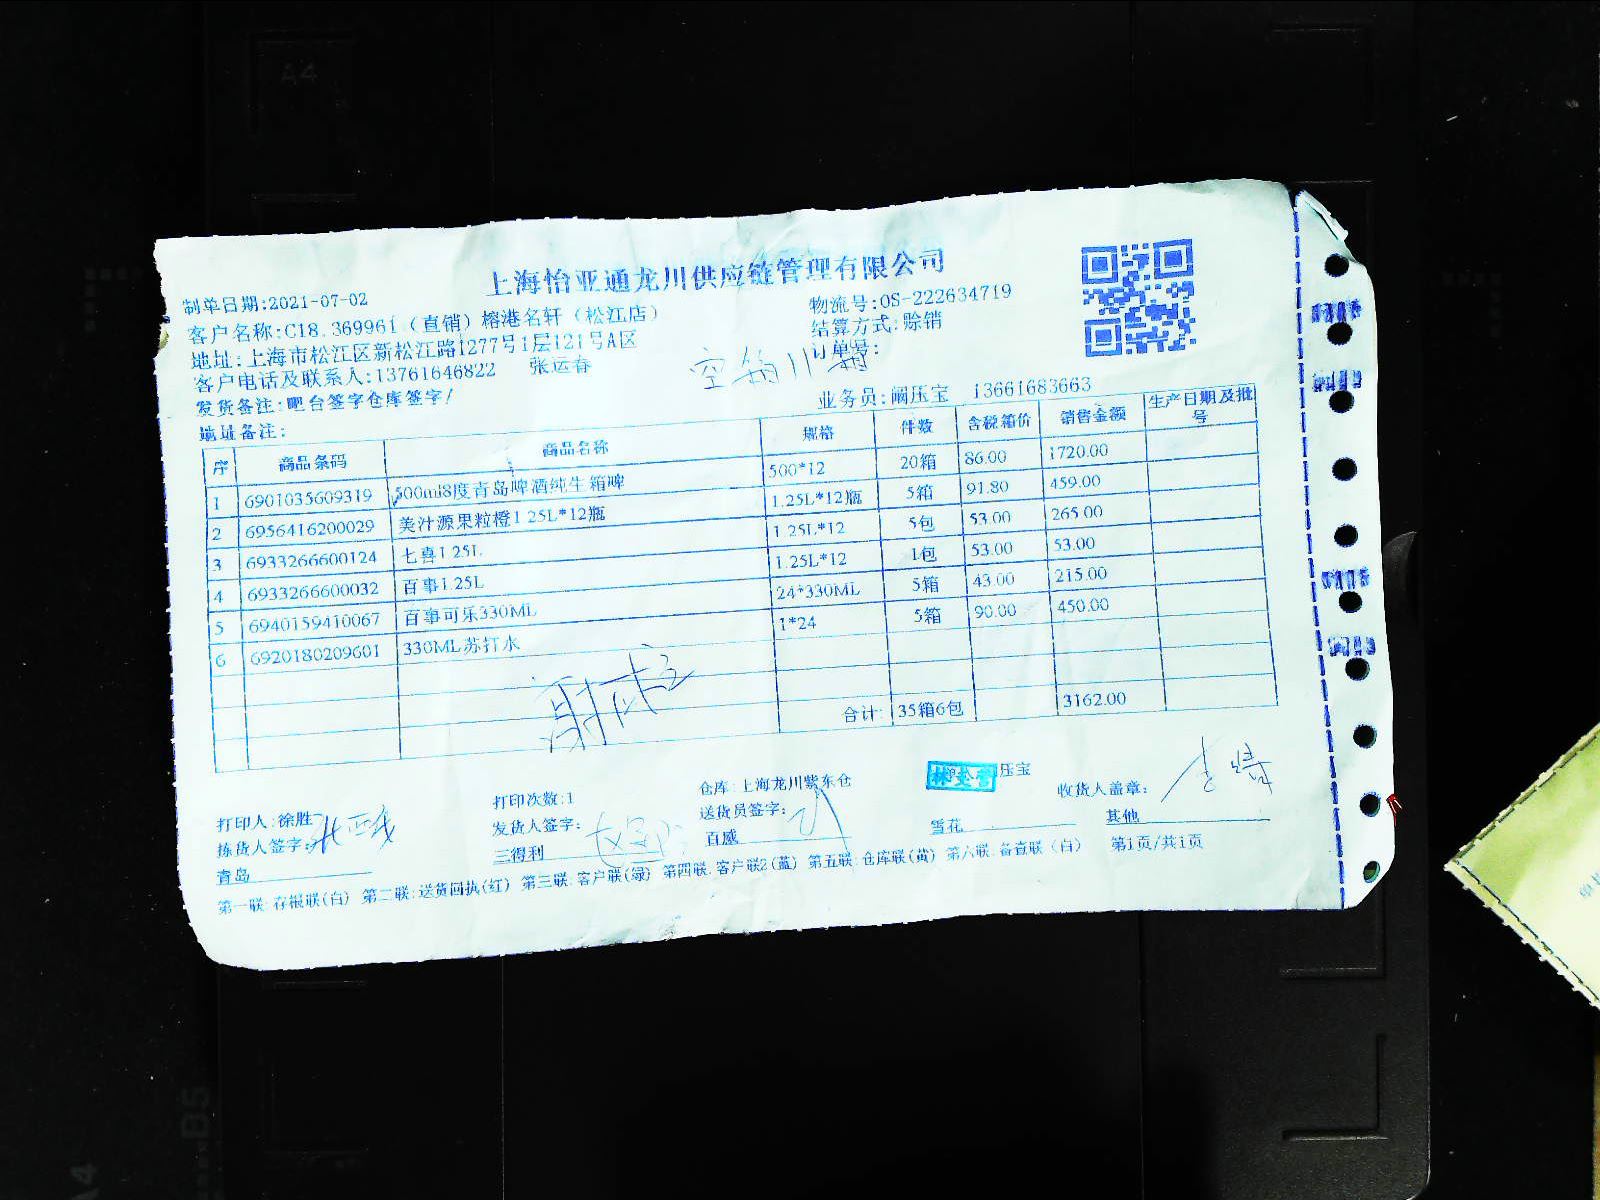 上海怡亚通龙川供应链管理有限公司
制单日期:2021-07-02
物流号:OS-222634719
客户名称:C18.369961（直销）榕港名轩（松江店）
结算方式:赊销
地址:上海市松江区新松江路1277号1层121号A区
订单号:
客户电话及联系人:13761646822 张运春
空箱11箱
发货备注:吧台签字仓库签字/
业务员:阚压宝 13661683663
地址备注:
序 商品条码 商品名称 规格 件数 含税箱价 销售金额 生产日期及批号
1 6901035609319 500ml8度青岛啤酒纯生箱啤 500*12 20箱 86.00 1720.00
2 6956416200029 美汁源果粒橙1.25L*12瓶 1.25L*12瓶 5箱 91.80 459.00
3 6933266600124 七喜1.25L 1.25L*12 5包 53.00 265.00
4 6933266600032 百事1.25L 1.25L*12 1包 53.00 53.00
5 6940159410067 百事可乐330ML 24*330ML 5箱 43.00 215.00
6 6920180209601 330ML苏打水 1*24 5箱 90.00 450.00
合计: 35箱6包 3162.00
打印人:徐胜
打印次数:1
仓库:上海龙川紫东仓
压宝
收货人盖章:
拣货人签字:
发货人签字:
送货员签字:
青岛
三得利
百威
雪花
其他
第一联:存根联(白) 第二联:送货回执(红) 第三联:客户联(绿) 第四联:客户联2(蓝) 第五联:仓库联(黄) 第六联:备查联（白） 第1页/共1页
A4
B5
A4